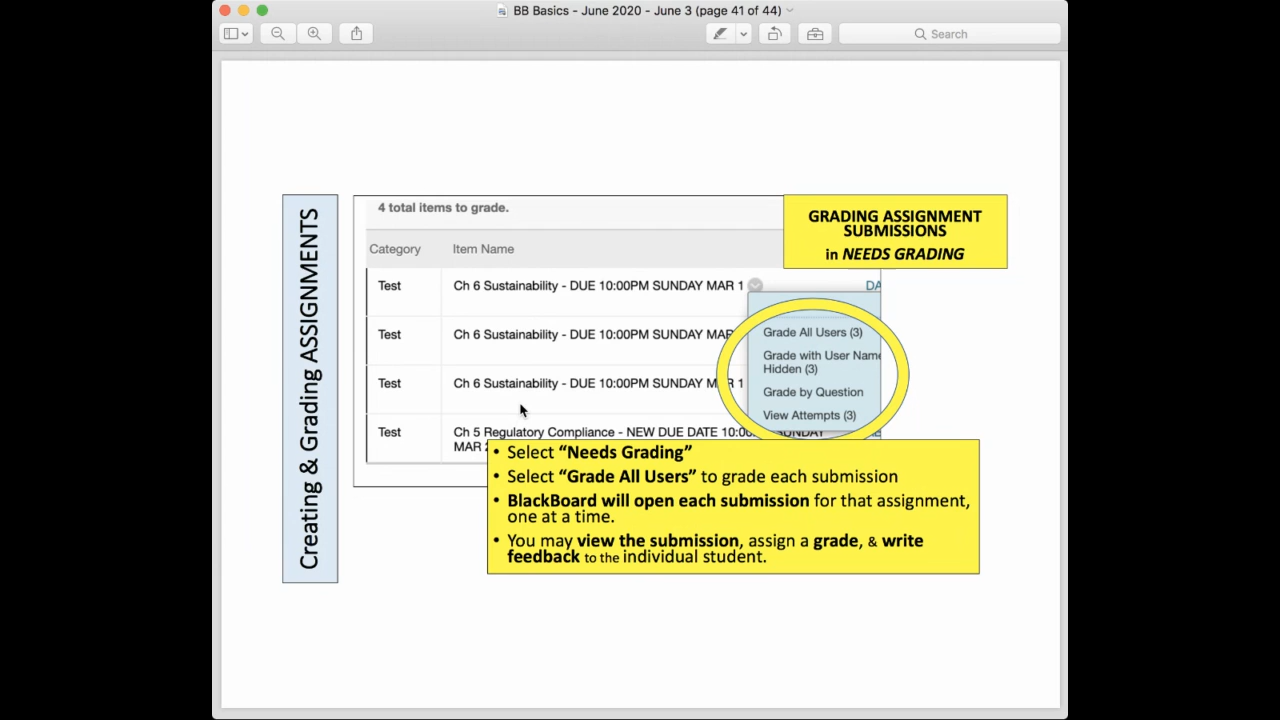 BB Basics - June 2020 - June 3 (page 41 of 44)
Search
Creating & Grading ASSIGNMENTS
4 total items to grade.
GRADING ASSIGNMENT
SUBMISSIONS
in NEEDS GRADING
Category Item Name
Test Ch 6 Sustainability - DUE 10:00PM SUNDAY MAR 1 DA
Test Ch 6 Sustainability - DUE 10:00PM SUNDAY MAR
Test Ch 6 Sustainability - DUE 10:00PM SUNDAY MAR 1
Test Ch 5 Regulatory Compliance - NEW DUE DATE 10:00 SUNDAY
MAR
Grade All Users (3)
Grade with User Name
Hidden (3)
Grade by Question
View Attempts (3)
• Select “Needs Grading”
• Select “Grade All Users” to grade each submission
• BlackBoard will open each submission for that assignment,
one at a time.
• You may view the submission, assign a grade, & write
feedback to the individual student.